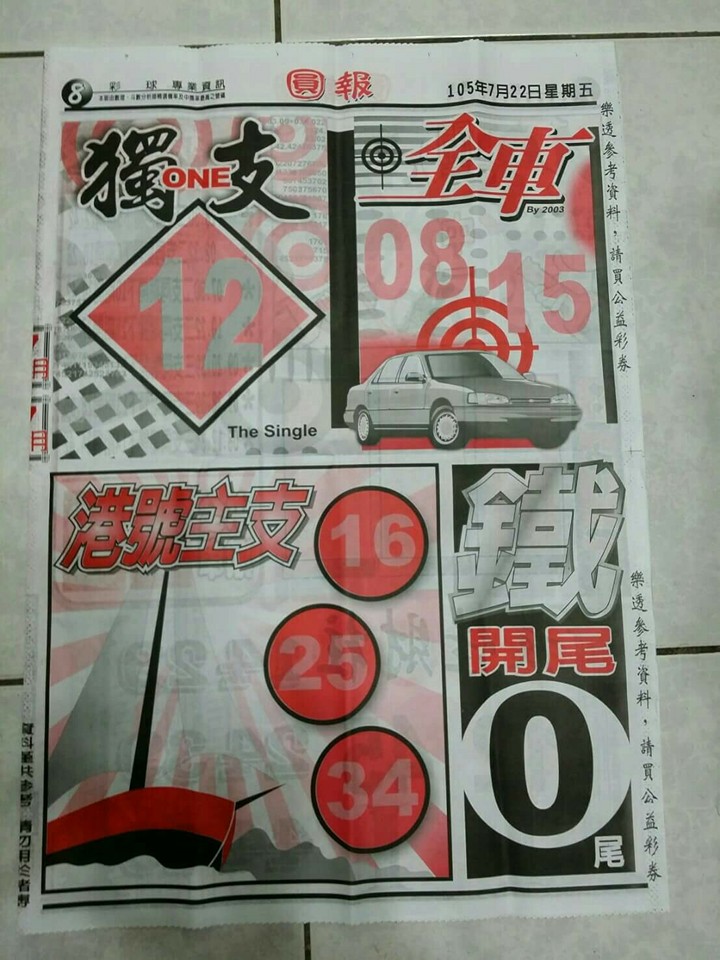 8
彩球專業資訊
圓報
105年7月22日星期五
獨ONE支
12
The Single
全車
By 2003
08
15
樂透參考資料，請買公益彩券
港號主支
16
25
34
鐵
開尾
0
尾
樂透參考資料，請買公益彩券